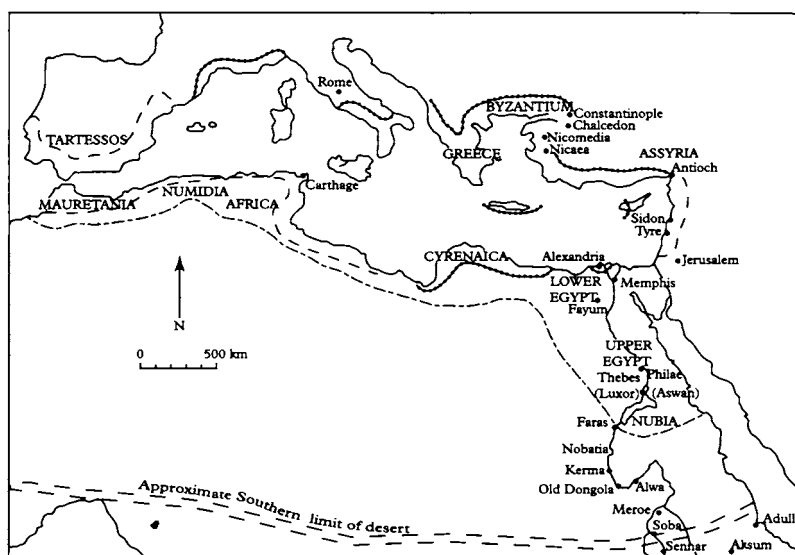 Rome
BYZANTIUM
Constantinople
Chalcedon
Nicomedia
Nicaea
TARTESSOS
GREECE
ASSYRIA
Antioch
Carthage
NUMIDIA
MAURETANIA
AFRICA
Sidon
Tyre
CYRENAICA
Alexandria
Jerusalem
LOWER
EGYPT
Memphis
Fayum
N
0 500 km
UPPER
EGYPT
Thebes
(Luxor)
Philae
(Aswan)
Faras
NUBIA
Nobatia
Kerma
Old Dongola
Alwa
Approximate Southern limit of desert
Meroe
Soba
Sennar
Adull
Aksum